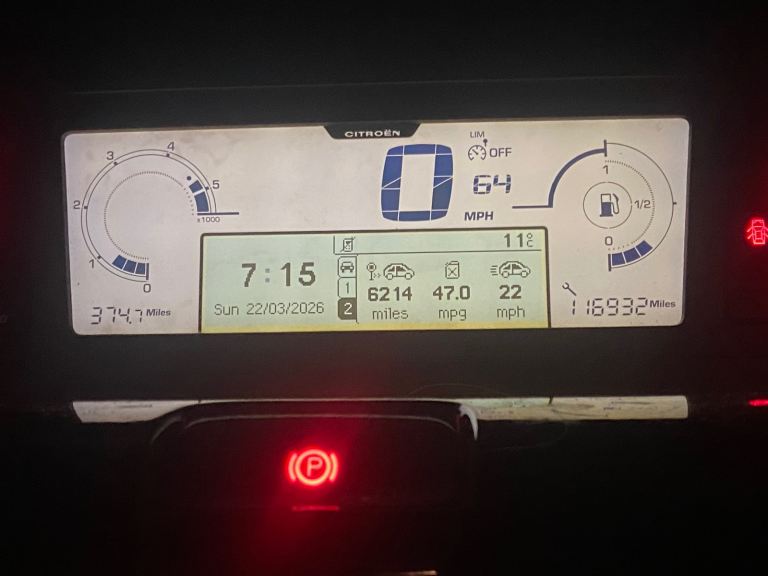 CITROËN
LIM
OFF
0
64
MPH
0
1
2
3
4
5
x1000
1
1/2
0
11°C
7:15
Sun 22/03/2026
1
2
6214
miles
47.0
mpg
22
mph
374.7 Miles
116932 Miles
P